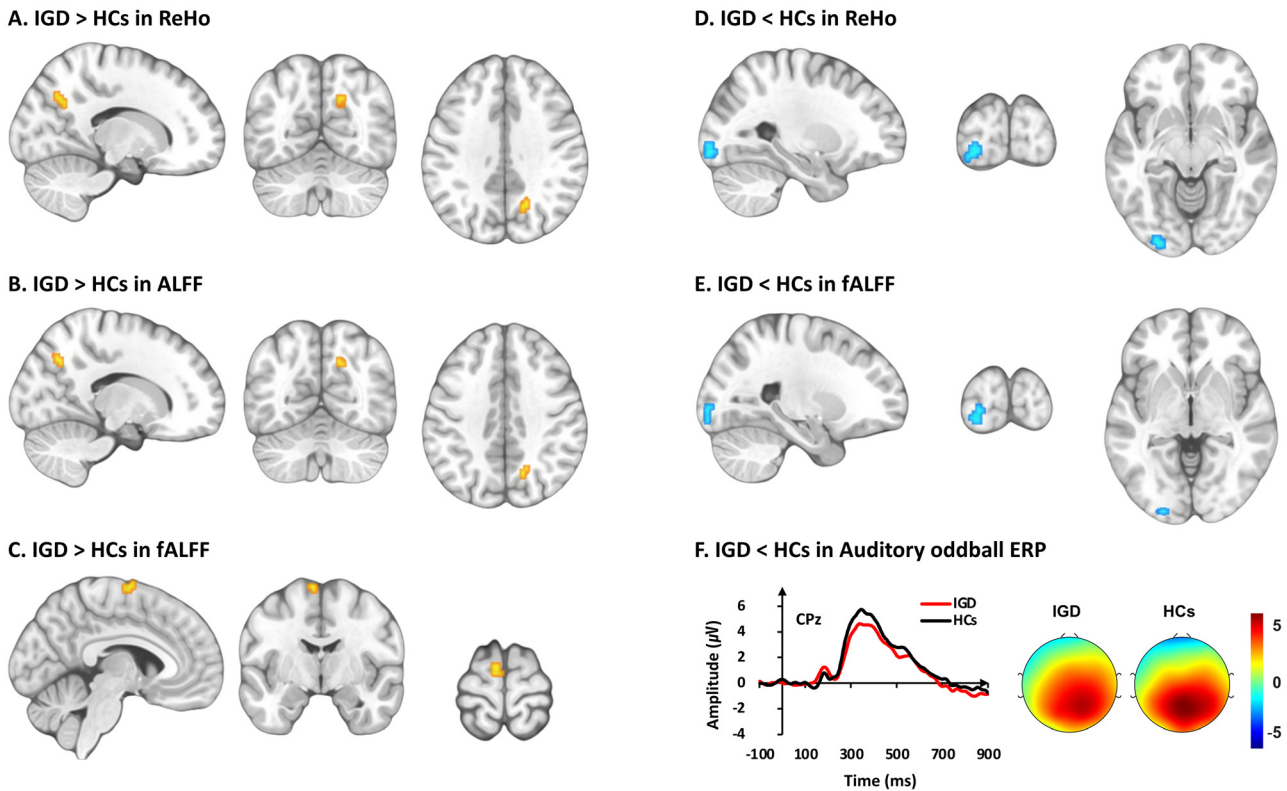 A. IGD > HCs in ReHo
D. IGD < HCs in ReHo
B. IGD > HCs in ALFF
E. IGD < HCs in fALFF
C. IGD > HCs in fALFF
F. IGD < HCs in Auditory oddball ERP
Amplitude (µV)
6
4
2
0
-2
-4
CPz
IGD
HCs
-100 100 300 500 700 900
Time (ms)
IGD
HCs
5
0
-5